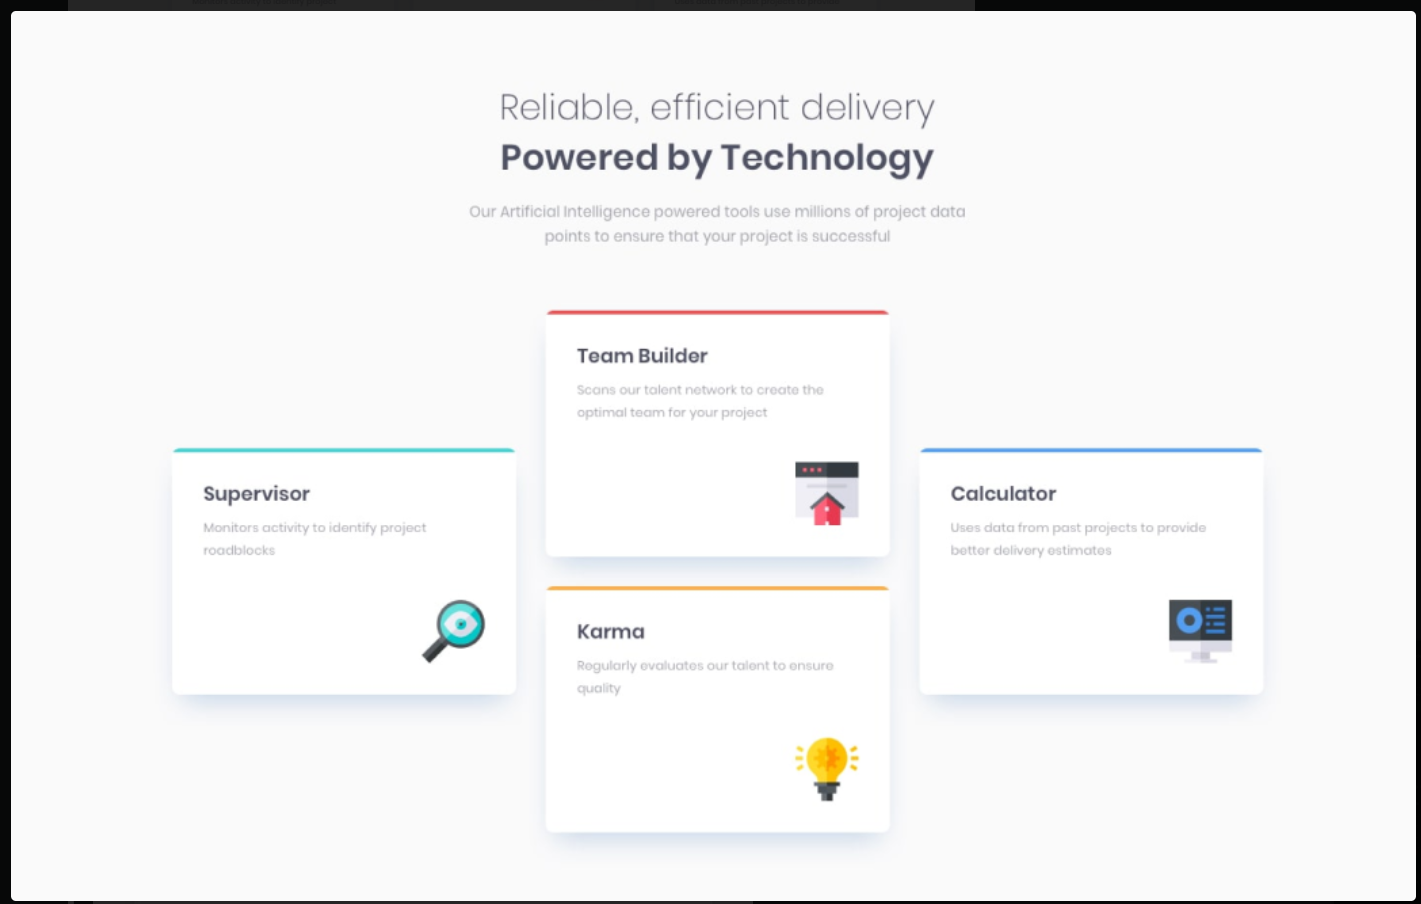 Reliable, efficient delivery
Powered by Technology
Our Artificial Intelligence powered tools use millions of project data
points to ensure that your project is successful
Team Builder
Scans our talent network to create the
optimal team for your project
Supervisor
Monitors activity to identify project
roadblocks
Calculator
Uses data from past projects to provide
better delivery estimates
Karma
Regularly evaluates our talent to ensure
quality